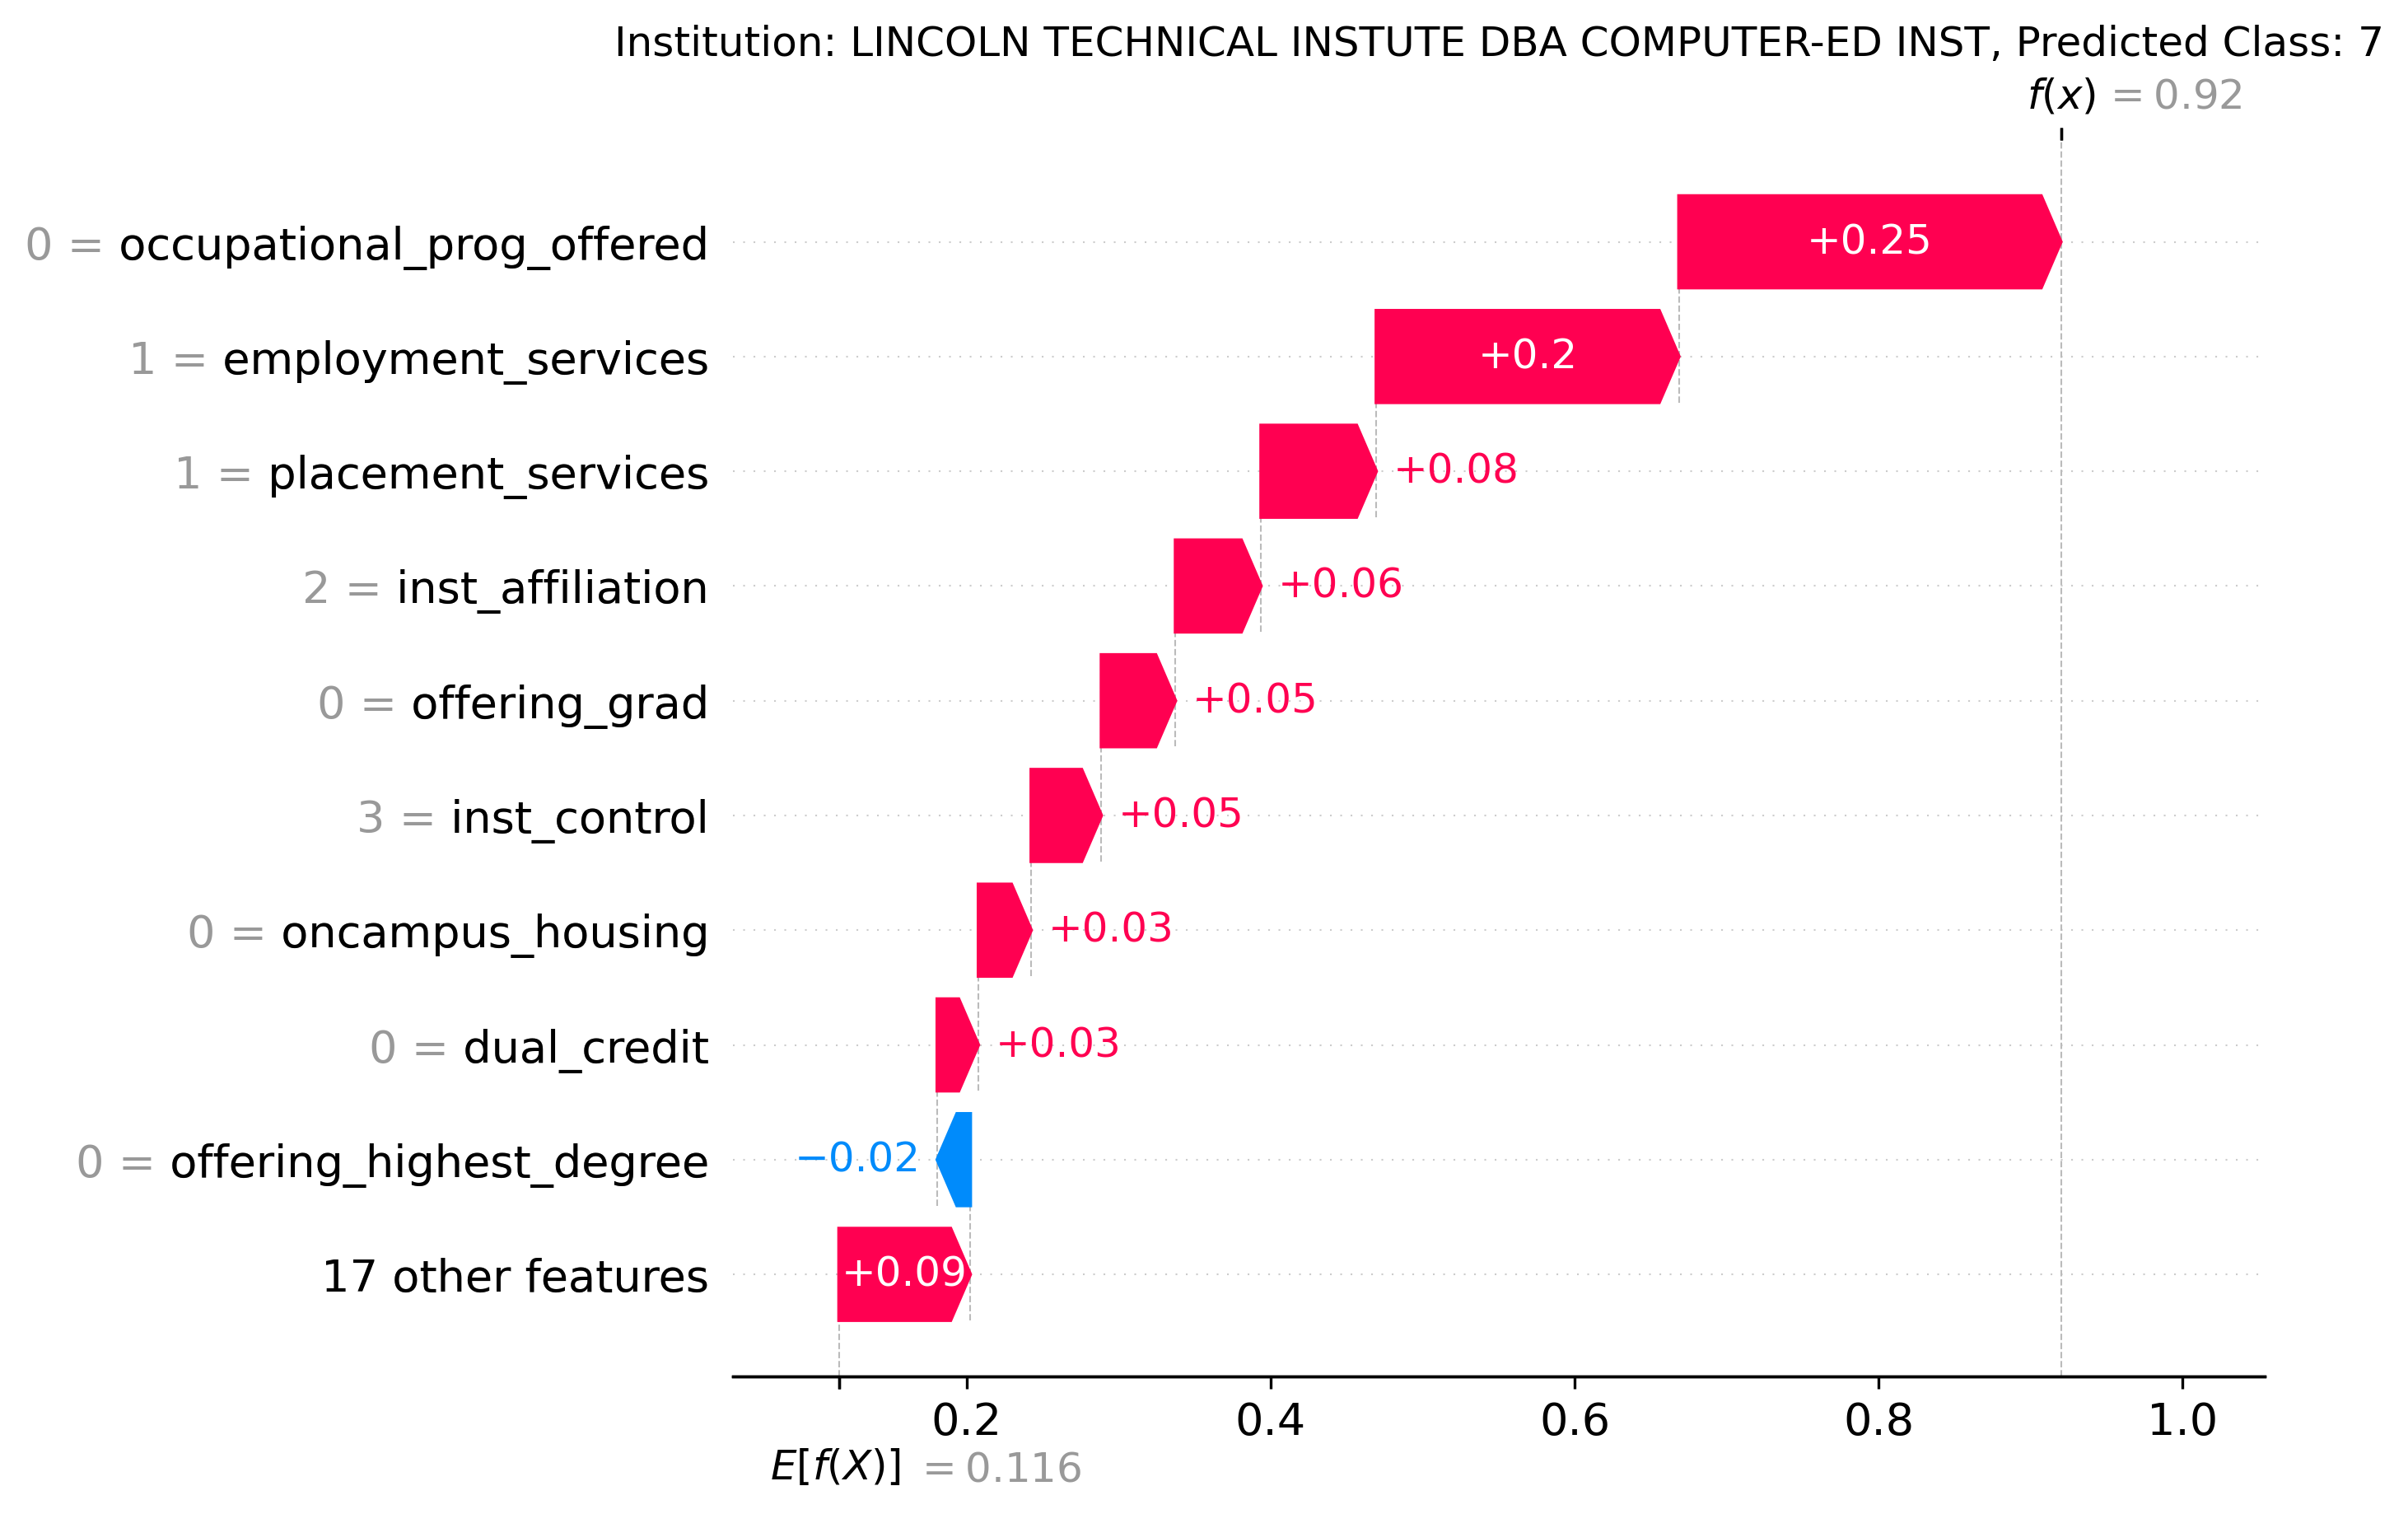 Institution: LINCOLN TECHNICAL INSTUTE DBA COMPUTER-ED INST, Predicted Class: 7
f(x) = 0.92
0 = occupational_prog_offered +0.25
1 = employment_services +0.2
1 = placement_services +0.08
2 = inst_affiliation +0.06
0 = offering_grad +0.05
3 = inst_control +0.05
0 = oncampus_housing +0.03
0 = dual_credit +0.03
0 = offering_highest_degree −0.02
17 other features +0.09
0.2 0.4 0.6 0.8 1.0
E[f(X)] = 0.116